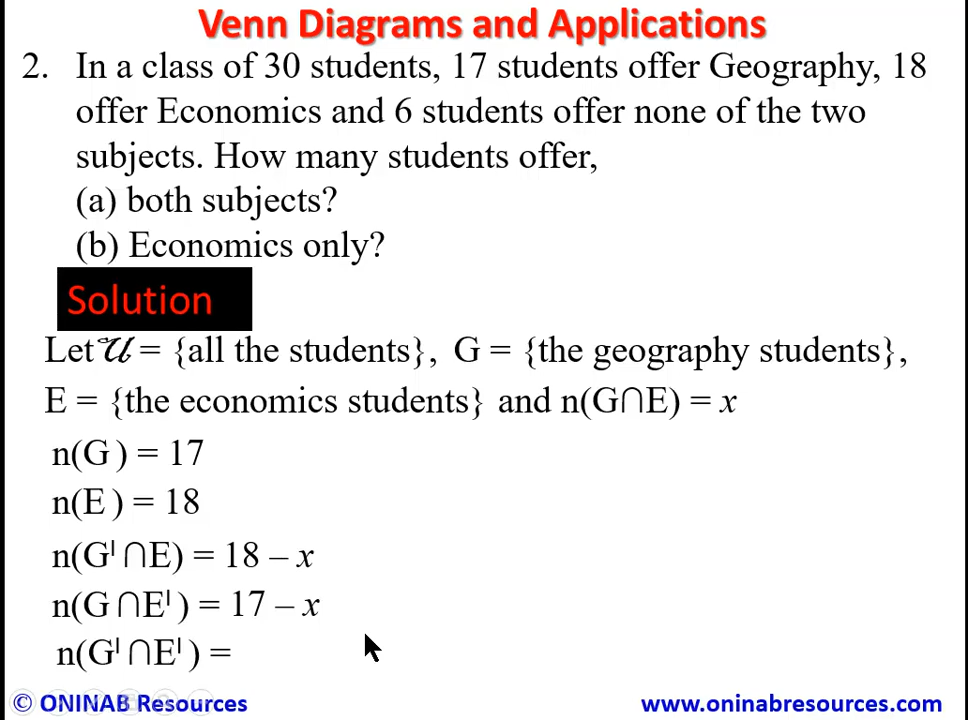 Venn Diagrams and Applications
2. In a class of 30 students, 17 students offer Geography, 18
offer Economics and 6 students offer none of the two
subjects. How many students offer,
(a) both subjects?
(b) Economics only?
Solution
Let 𝒰 = {all the students}, G = {the geography students},
E = {the economics students} and n(G∩E) = x
n(G ) = 17
n(E ) = 18
n(G' ∩E) = 18 – x
n(G ∩E' ) = 17 – x
n(G' ∩E' ) =
© ONINAB Resources
www.oninabresources.com